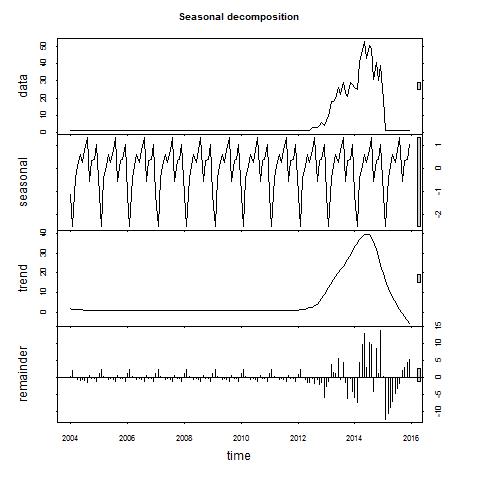 Seasonal decomposition
data
0 10 20 30 40 50
seasonal
-2 -1 0 1
trend
0 10 20 30 40
remainder
-10 -5 0 5 10 15
2004 2006 2008 2010 2012 2014 2016
time